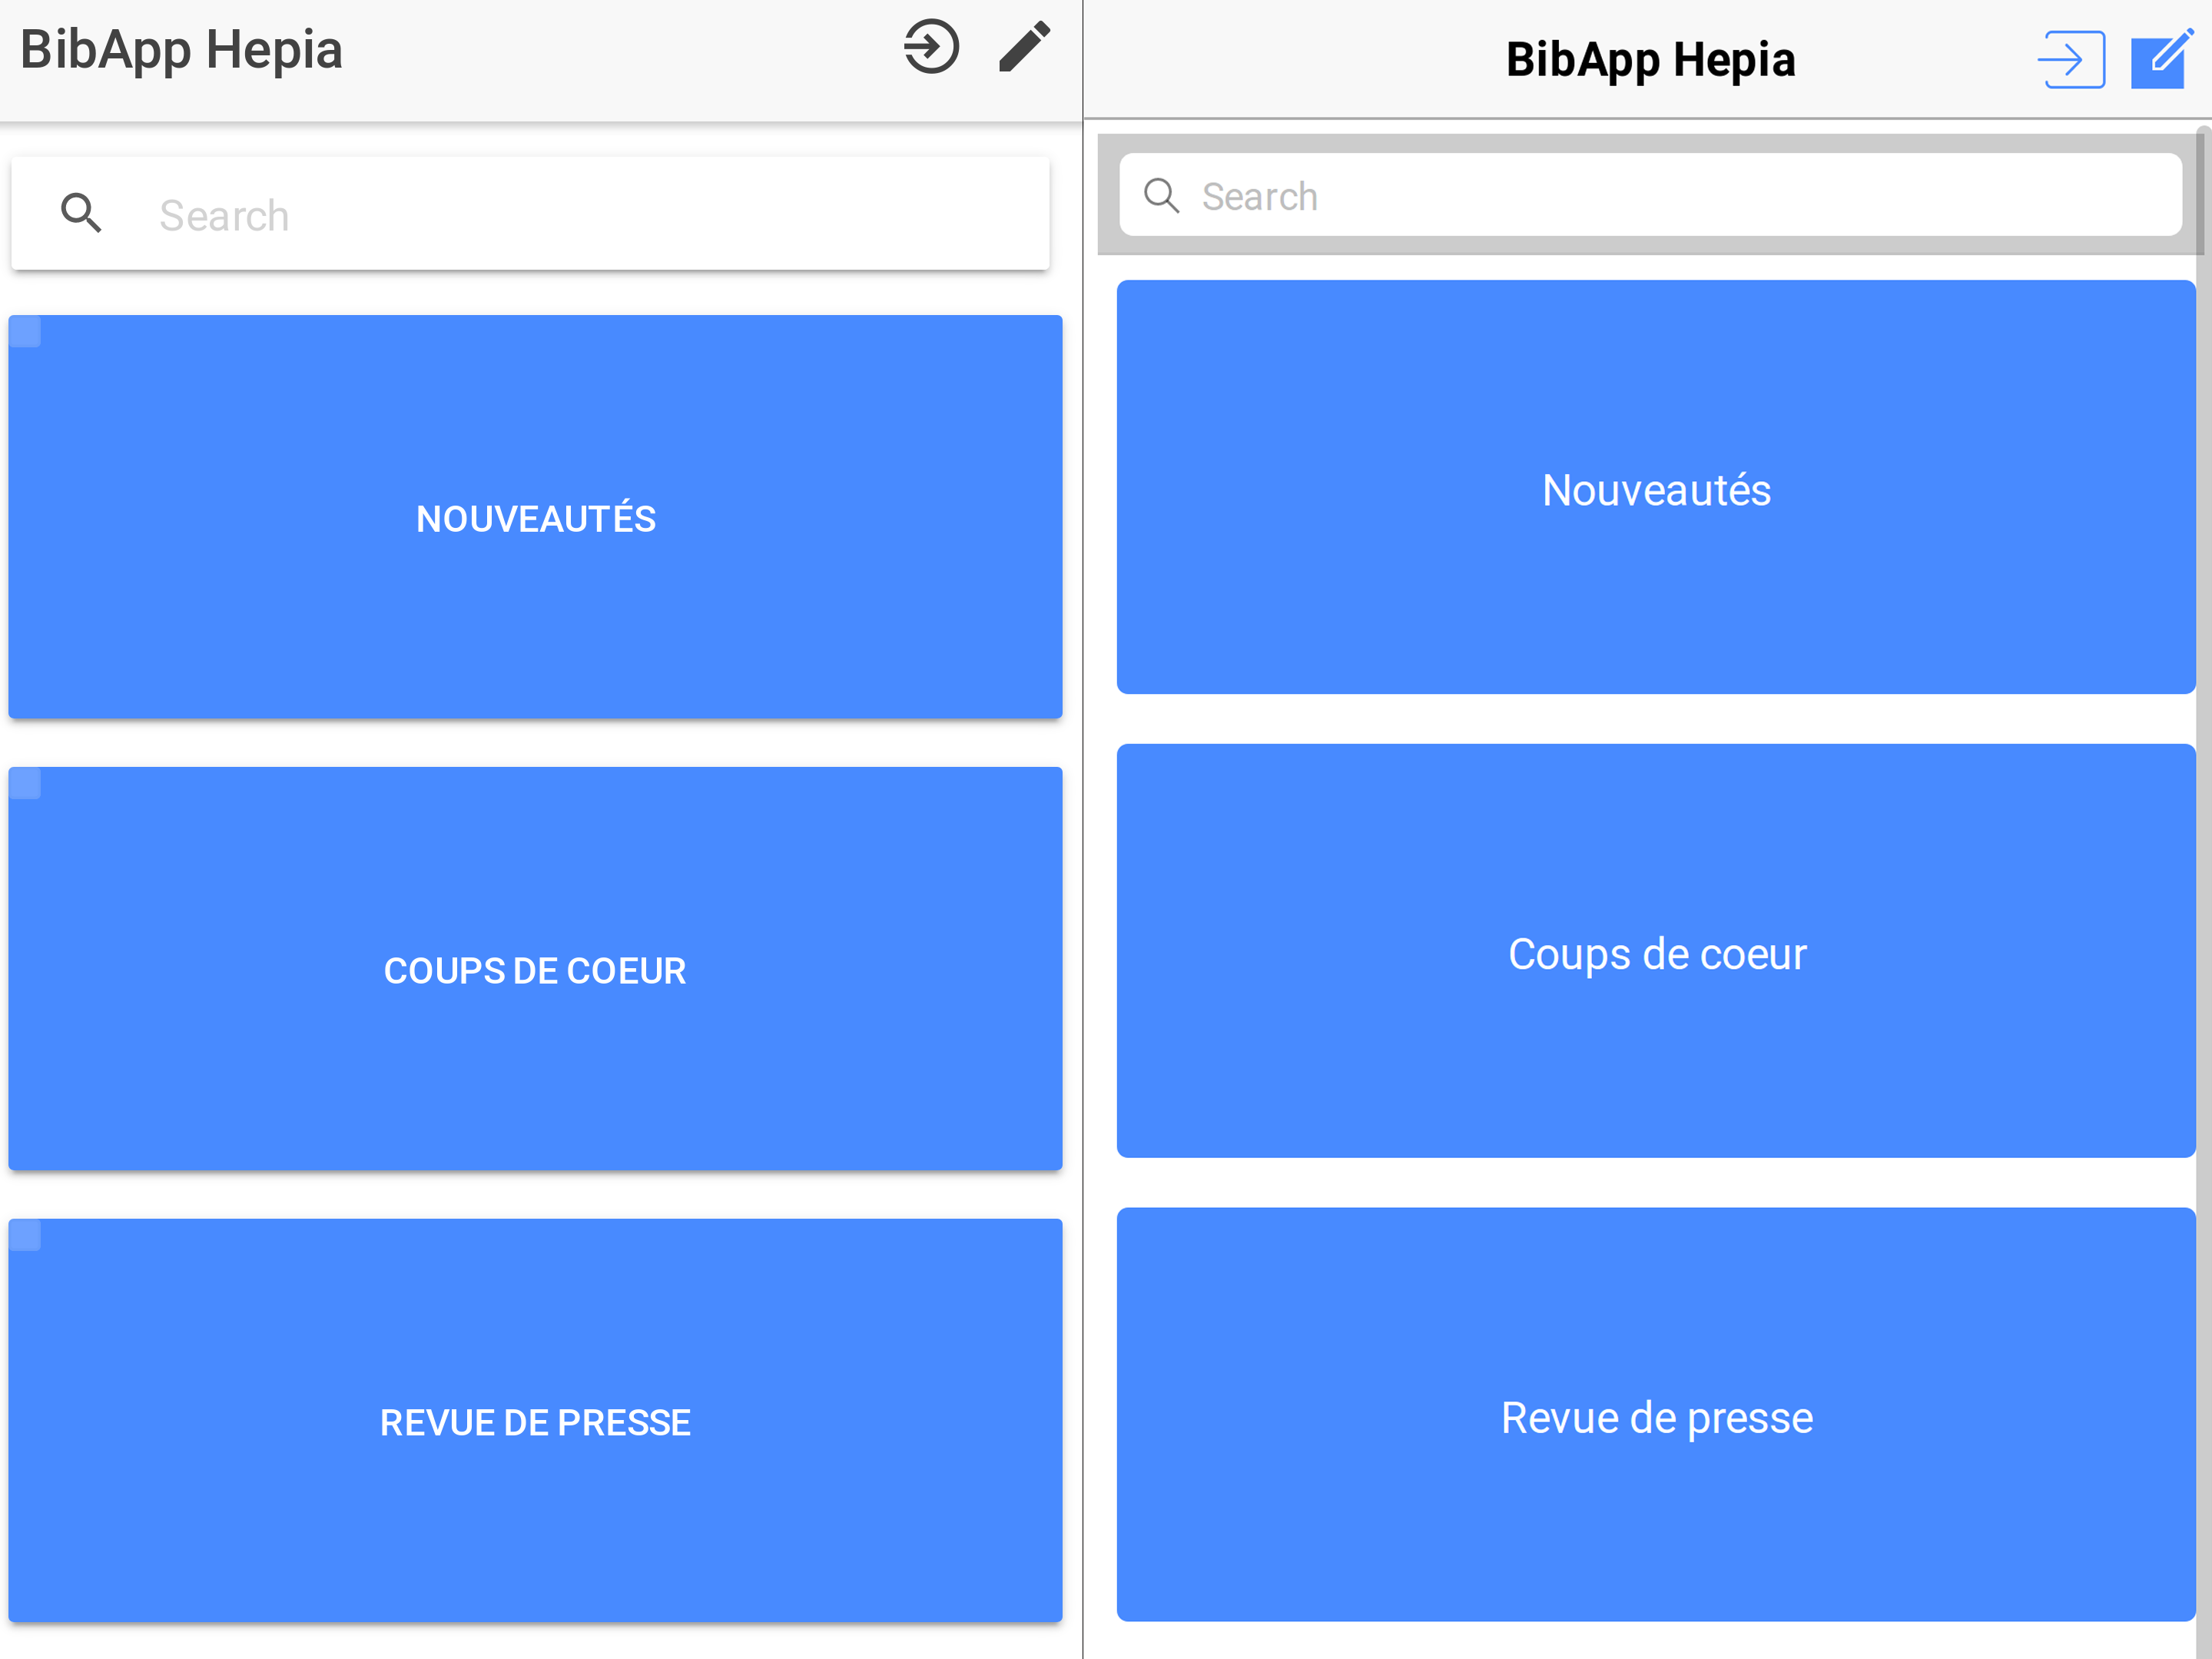 BibApp Hepia
Search
NOUVEAUTÉS
COUPS DE COEUR
REVUE DE PRESSE
BibApp Hepia
Search
Nouveautés
Coups de coeur
Revue de presse